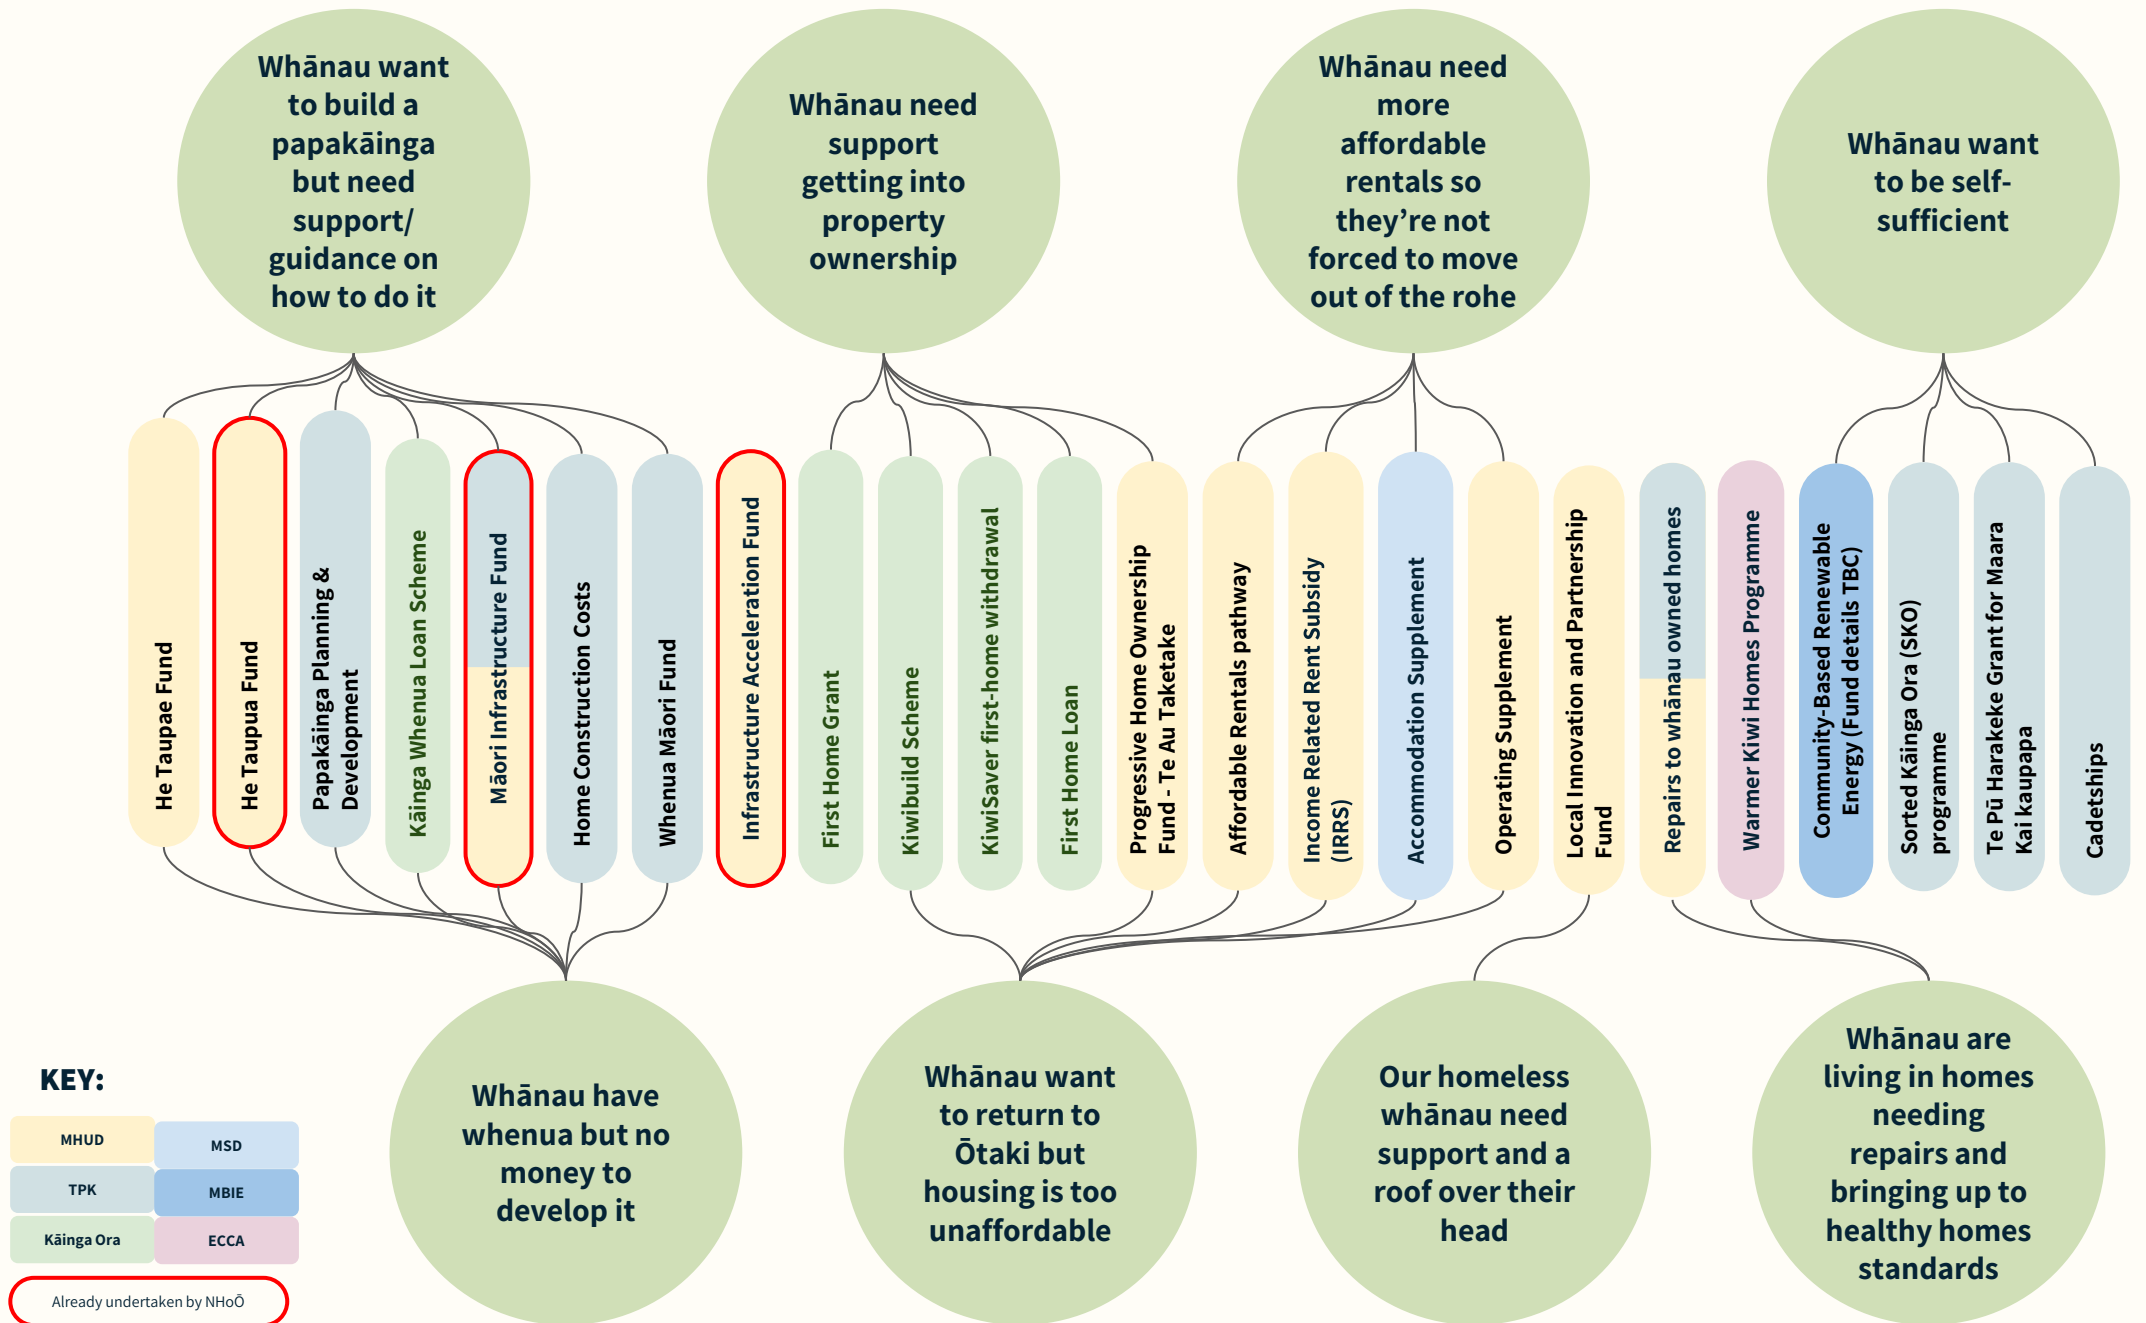 Whānau want
to build a
papakāinga
but need
support/
guidance on
how to do it
Whānau need
support
getting into
property
ownership
Whānau need
more
affordable
rentals so
they’re not
forced to move
out of the rohe
Whānau want
to be self-
sufficient
He Taupae Fund
He Taupua Fund
Papakāinga Planning &
Development
Kāinga Whenua Loan Scheme
Māori Infrastructure Fund
Home Construction Costs
Whenua Māori Fund
Infrastructure Acceleration Fund
First Home Grant
Kiwibuild Scheme
KiwiSaver first-home withdrawal
First Home Loan
Progressive Home Ownership
Fund - Te Au Taketake
Affordable Rentals pathway
Income Related Rent Subsidy
(IRRS)
Accommodation Supplement
Operating Supplement
Local Innovation and Partnership
Fund
Repairs to whānau owned homes
Warmer Kiwi Homes Programme
Community-Based Renewable
Energy (Fund details TBC)
Sorted Kāinga Ora (SKO)
programme
Te Pū Harakeke Grant for Maara
Kai kaupapa
Cadetships
KEY:
MHUD
MSD
TPK
MBIE
Kāinga Ora
ECCA
Already undertaken by NHoŌ
Whānau have
whenua but no
money to
develop it
Whānau want
to return to
Ōtaki but
housing is too
unaffordable
Our homeless
whānau need
support and a
roof over their
head
Whānau are
living in homes
needing
repairs and
bringing up to
healthy homes
standards